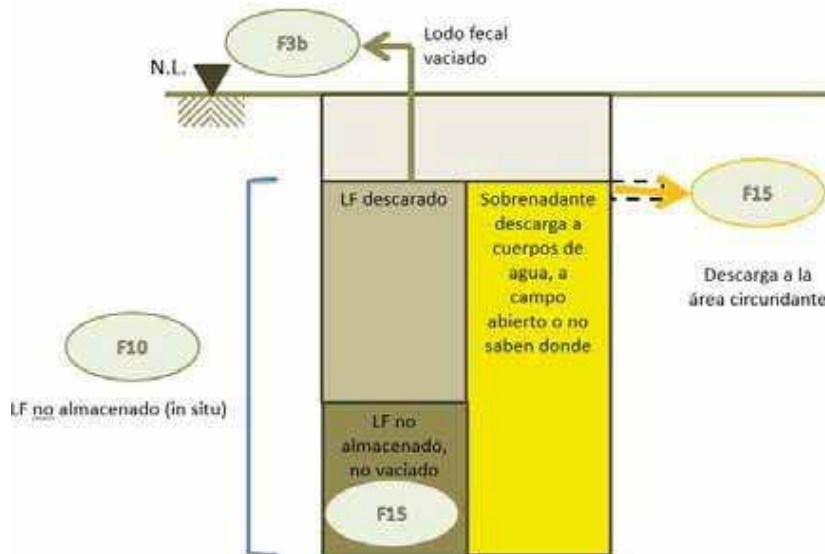 F3b
Lodo fecal
vaciado
N.L.
LF descarado
Sobrenadante
descarga a
cuerpos de
agua, a
campo
abierto o no
saben donde
F15
Descarga a la
área circundante
F10
LF no almacenado (in situ)
LF no
almacenado,
no vaciado
F15